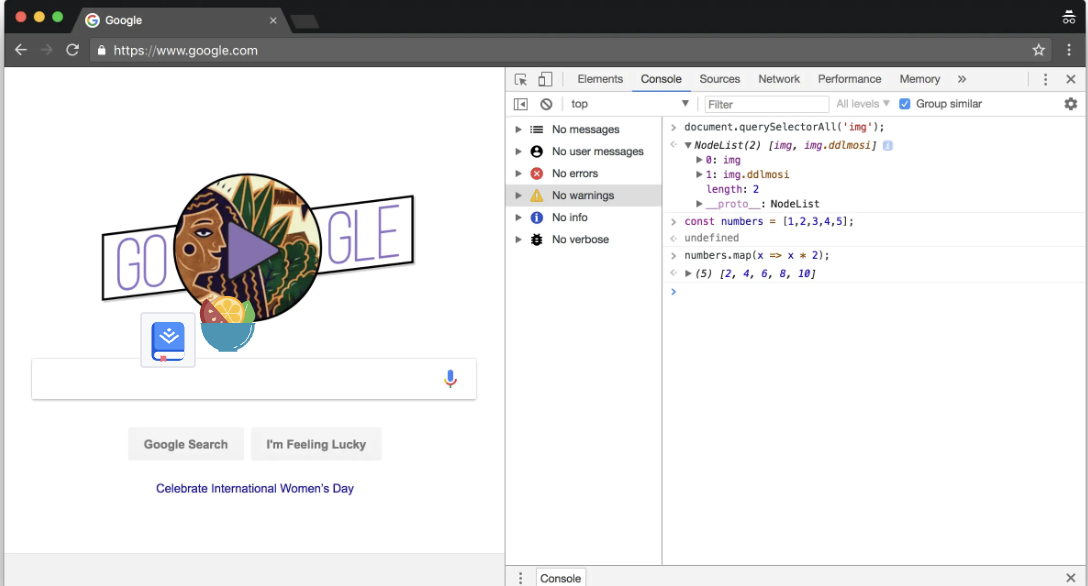 Google
https://www.google.com
GO GLE
Google Search
I'm Feeling Lucky
Celebrate International Women's Day
Elements Console Sources Network Performance Memory »
top
Filter
All levels
Group similar
No messages
No user messages
No errors
No warnings
No info
No verbose
> document.querySelectorAll('img');
NodeList(2) [img, img.ddlmosi]
0: img
1: img.ddlmosi
length: 2
__proto__: NodeList
> const numbers = [1,2,3,4,5];
undefined
> numbers.map(x => x * 2);
(5) [2, 4, 6, 8, 10]
>
Console